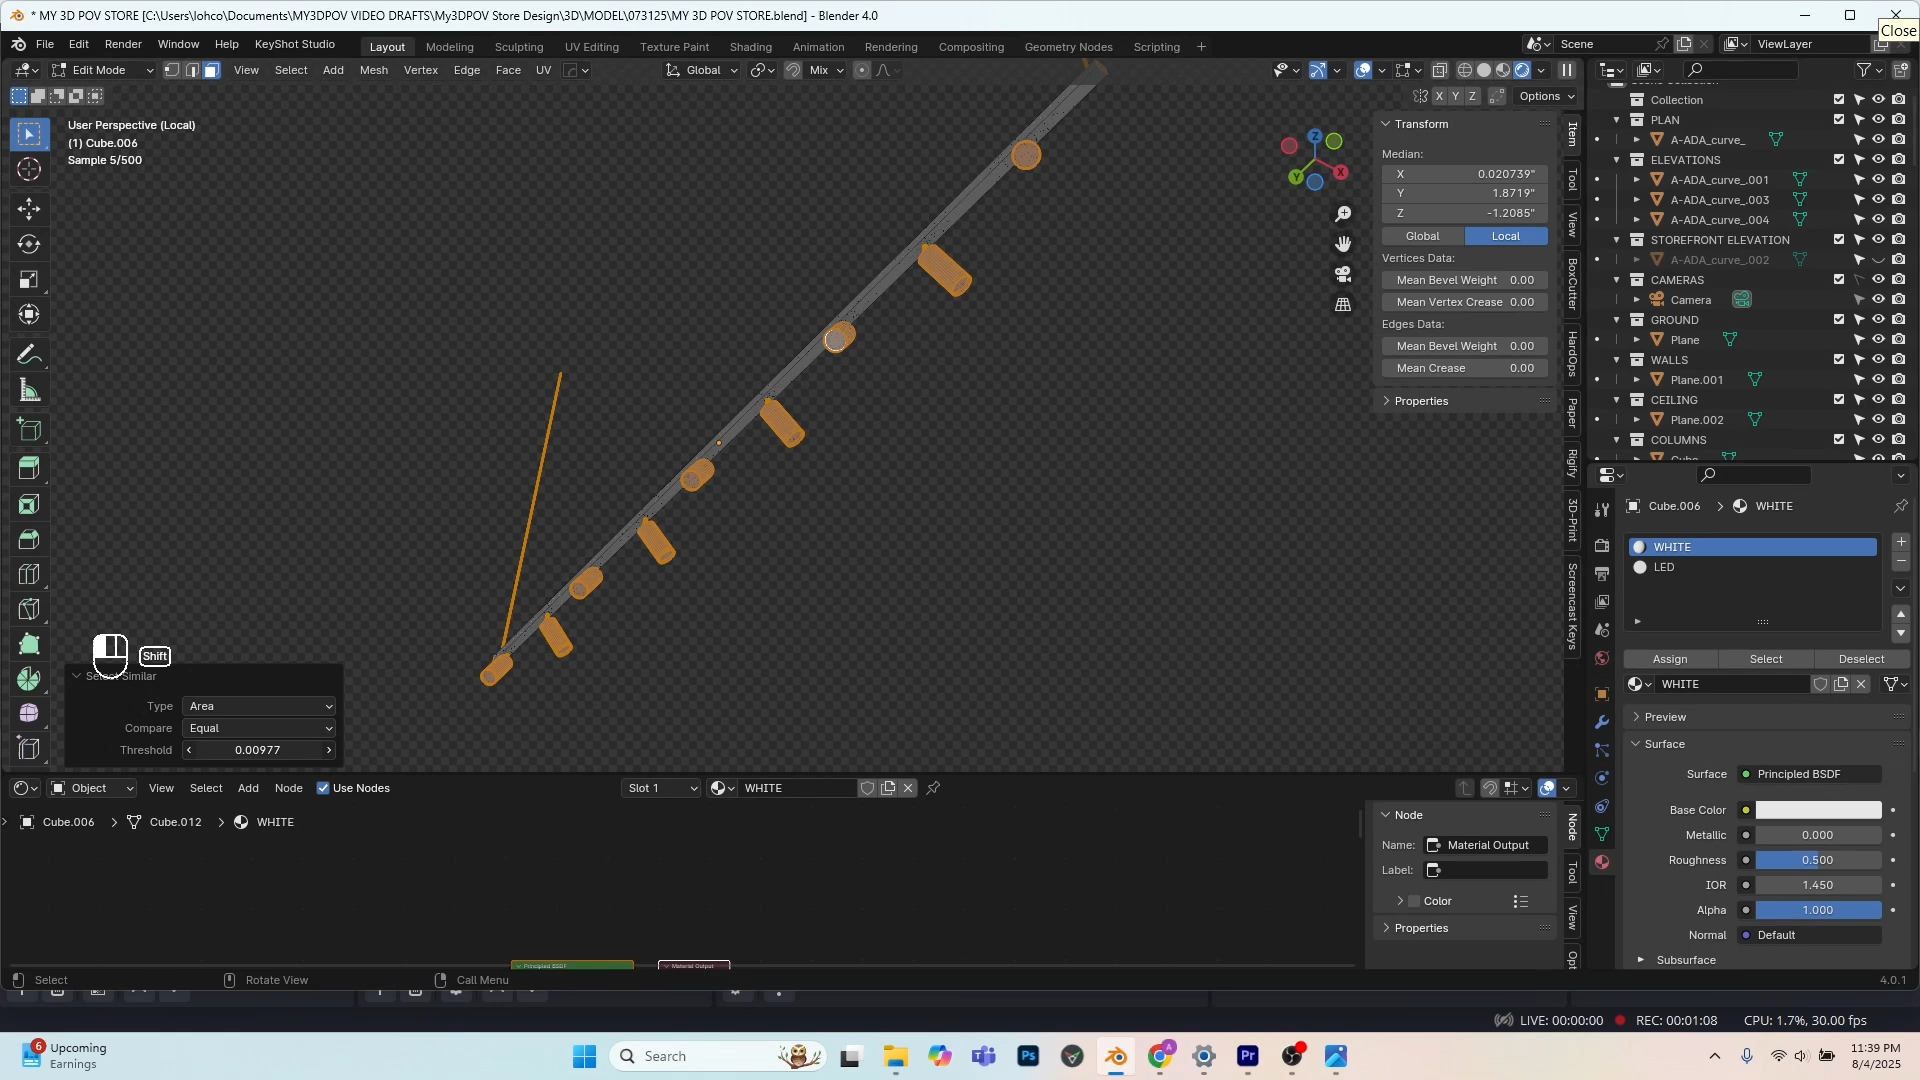 * MY 3D POV STORE [C:\Users\lohco\Documents\MY3DPOV VIDEO DRAFTS\My3DPOV Store Design\3D\MODEL\073125\MY 3D POV STORE.blend] - Blender 4.0
Close
File Edit Render Window Help KeyShot Studio Layout Modeling Sculpting UV Editing Texture Paint Shading Animation Rendering Compositing Geometry Nodes Scripting + Scene ViewLayer
Edit Mode View Select Add Mesh Vertex Edge Face UV Global Mix
X Y Z Options
User Perspective (Local)
(1) Cube.006
Sample 5/500
Z
Y X
Transform
Median:
X 0.020739"
Y 1.8719"
Z -1.2085"
Global Local
Vertices Data:
Mean Bevel Weight 0.00
Mean Vertex Crease 0.00
Edges Data:
Mean Bevel Weight 0.00
Mean Crease 0.00
Properties
Item
Tool
View
BoxCutter
HardOps
Paper
Rigify
3D-Print
Screencast Keys
Collection
PLAN
A-ADA_curve_
ELEVATIONS
A-ADA_curve_.001
A-ADA_curve_.003
A-ADA_curve_.004
STOREFRONT ELEVATION
A-ADA_curve_.002
CAMERAS
Camera
GROUND
Plane
WALLS
Plane.001
CEILING
Plane.002
COLUMNS
Cube
Cube.006 > WHITE
WHITE
LED
Assign Select Deselect
WHITE
Preview
Surface
Surface Principled BSDF
Base Color
Metallic 0.000
Roughness 0.500
IOR 1.450
Alpha 1.000
Normal Default
Subsurface
Shift
Select Similar
Type Area
Compare Equal
Threshold 0.00977
Object View Select Add Node Use Nodes Slot 1 WHITE
Cube.006 > Cube.012 > WHITE
Node
Name: Material Output
Label:
Color
Properties
Node
Tool
View
Opt
Principled BSDF Material Output
Select Rotate View Call Menu 4.0.1
LIVE: 00:00:00 REC: 00:01:08 CPU: 1.7%, 30.00 fps
6 Upcoming
Earnings
Search
11:39 PM
8/4/2025